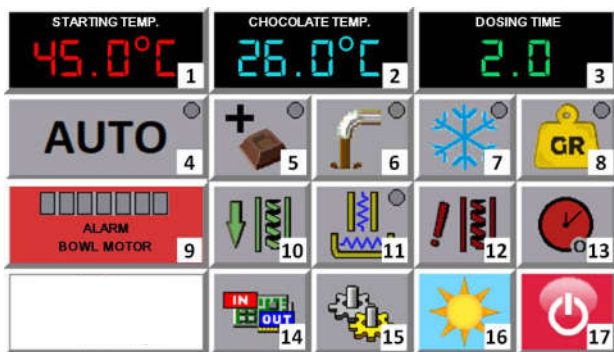 STARTING TEMP.
CHOCOLATE TEMP.
DOSING TIME
45.0°C
1
26.0°C
2
2.0
3
AUTO
4
5
6
7
GR
8
ALARM
BOWL MOTOR
9
10
11
12
13
IN
OUT
14
15
16
17